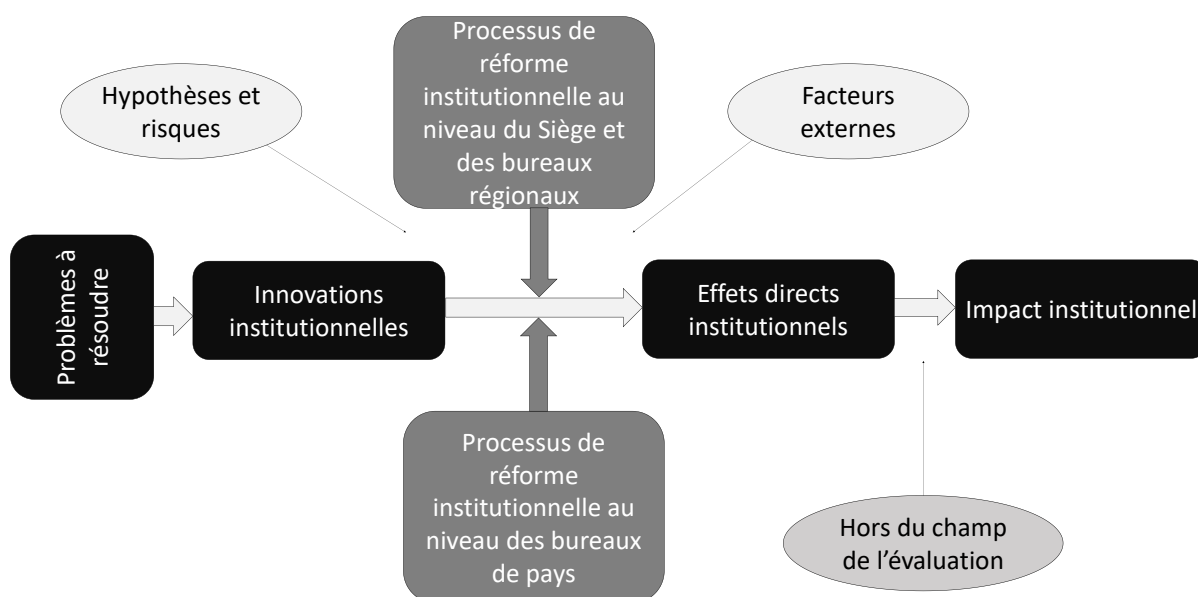 Processus de
réforme
institutionnelle au
niveau du Siège et
des bureaux
régionaux
Hypothèses et
risques
Facteurs
externes
Problèmes à
résoudre
Innovations
institutionnelles
Effets directs
institutionnels
Impact institutionnel
Processus de
réforme
institutionnelle au
niveau des bureaux
de pays
Hors du champ
de l’évaluation